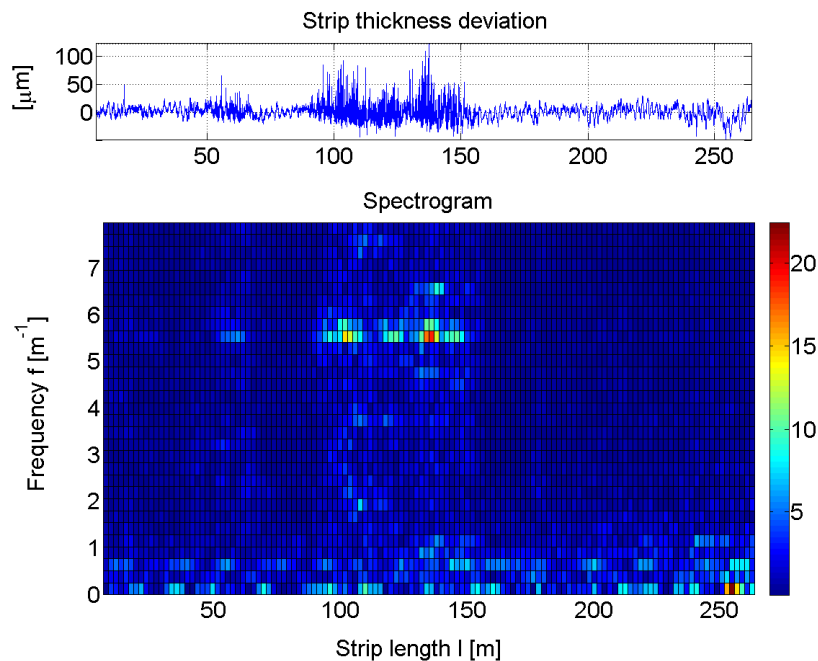 Strip thickness deviation
[μm]
100
50
0
50 100 150 200 250
Spectrogram
Frequency f [m⁻¹]
7
6
5
4
3
2
1
0
50 100 150 200 250
Strip length l [m]
20
15
10
5